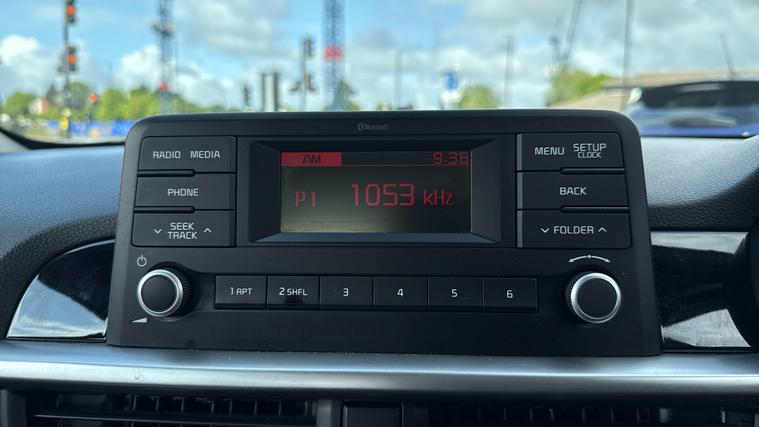 Bluetooth
RADIO MEDIA
PHONE
SEEK
TRACK
AM 9:36
P1 1053 kHz
MENU SETUP
CLOCK
BACK
FOLDER
1 RPT 2 SHFL 3 4 5 6